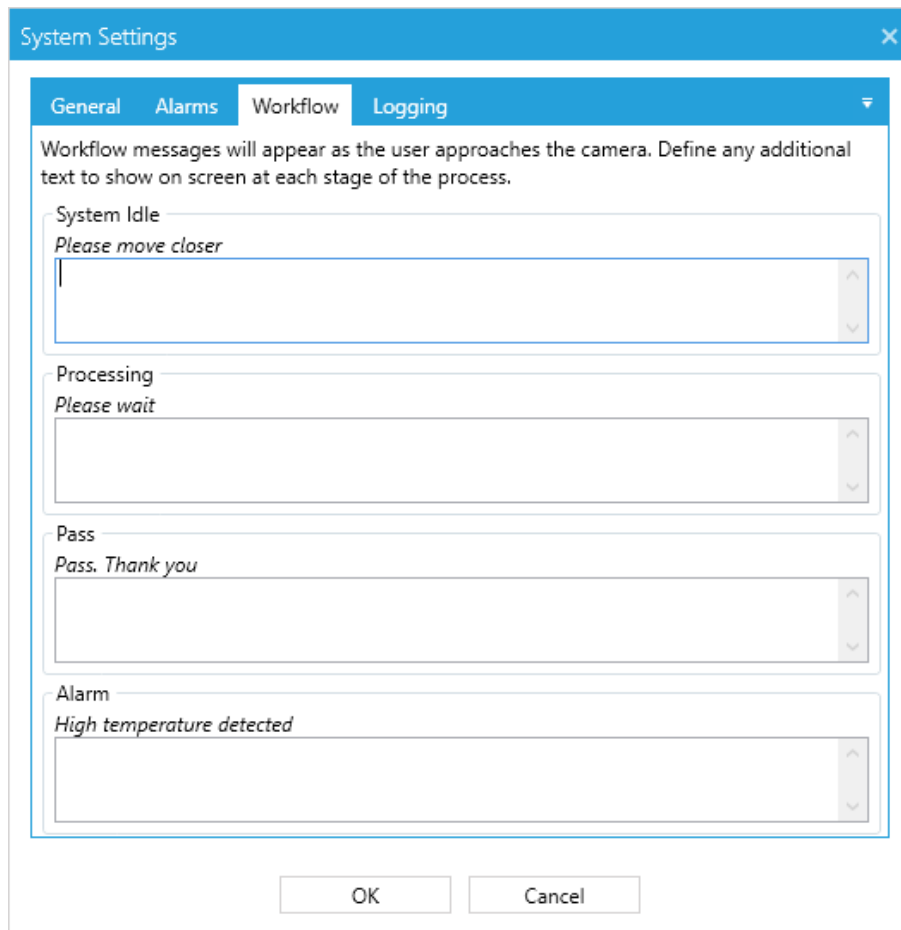 System Settings
General Alarms Workflow Logging
Workflow messages will appear as the user approaches the camera. Define any additional
text to show on screen at each stage of the process.
System Idle
Please move closer
Processing
Please wait
Pass
Pass. Thank you
Alarm
High temperature detected
OK Cancel